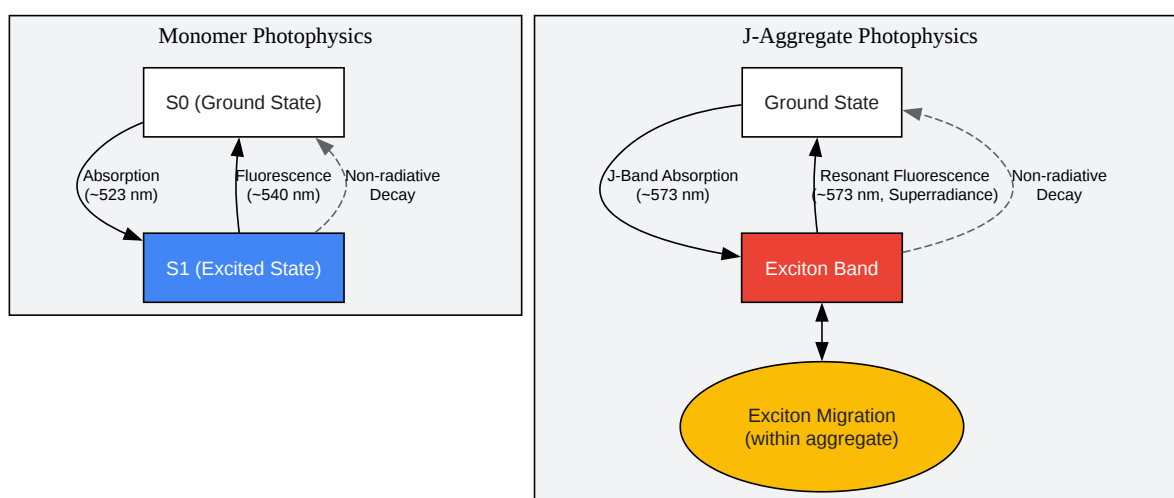 Monomer Photophysics
S0 (Ground State)
Absorption
(~523 nm)
Fluorescence
(~540 nm)
Non-radiative
Decay
S1 (Excited State)
J-Aggregate Photophysics
Ground State
J-Band Absorption
(~573 nm)
Resonant Fluorescence
(~573 nm, Superradiance)
Non-radiative
Decay
Exciton Band
Exciton Migration
(within aggregate)